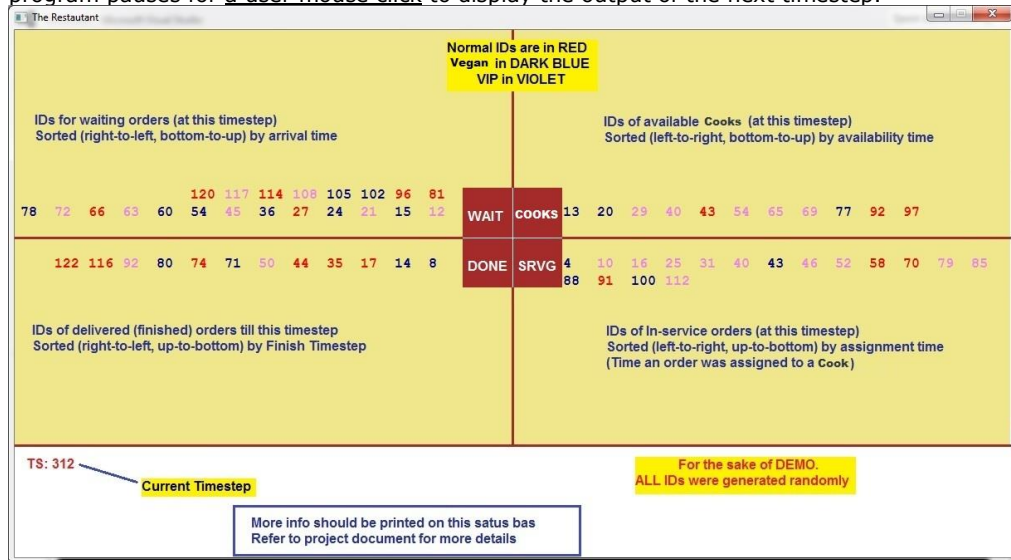 program pauses for a user mouse click to display the output of the next timestep.
The Restautant
Normal IDs are in RED
Vegan in DARK BLUE
VIP in VIOLET
IDs for waiting orders (at this timestep)
Sorted (right-to-left, bottom-to-up) by arrival time
IDs of available Cooks (at this timestep)
Sorted (left-to-right, bottom-to-up) by availability time
120 117 114 108 105 102 96 81
78 72 66 63 60 54 45 36 27 24 21 15 12
WAIT COOKS
13 20 29 40 43 54 65 69 77 92 97
122 116 92 80 74 71 50 44 35 17 14 8
DONE SRVG
4 10 16 25 31 40 43 46 52 58 70 79 85
88 91 100 112
IDs of delivered (finished) orders till this timestep
Sorted (right-to-left, up-to-bottom) by Finish Timestep
IDs of In-service orders (at this timestep)
Sorted (left-to-right, up-to-bottom) by assignment time
(Time an order was assigned to a Cook)
TS: 312
Current Timestep
For the sake of DEMO.
ALL IDs were generated randomly
More info should be printed on this satus bas
Refer to project document for more details